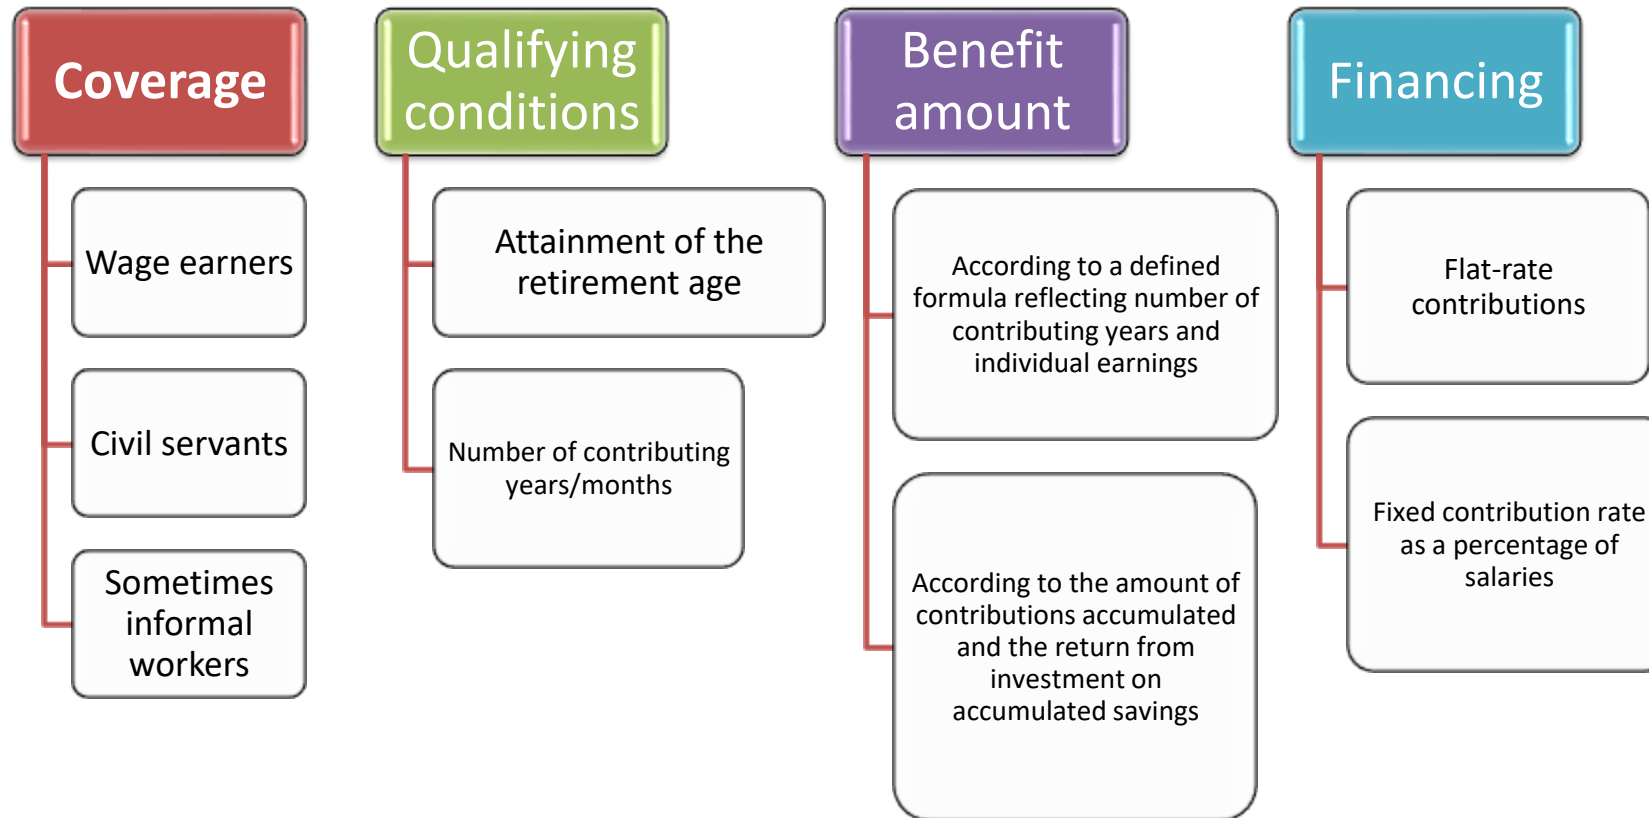 Coverage
Wage earners
Civil servants
Sometimes
informal
workers
Qualifying
conditions
Attainment of the
retirement age
Number of contributing
years/months
Benefit
amount
According to a defined
formula reflecting number of
contributing years and
individual earnings
According to the amount of
contributions accumulated
and the return from
investment on
accumulated savings
Financing
Flat-rate
contributions
Fixed contribution rate
as a percentage of
salaries